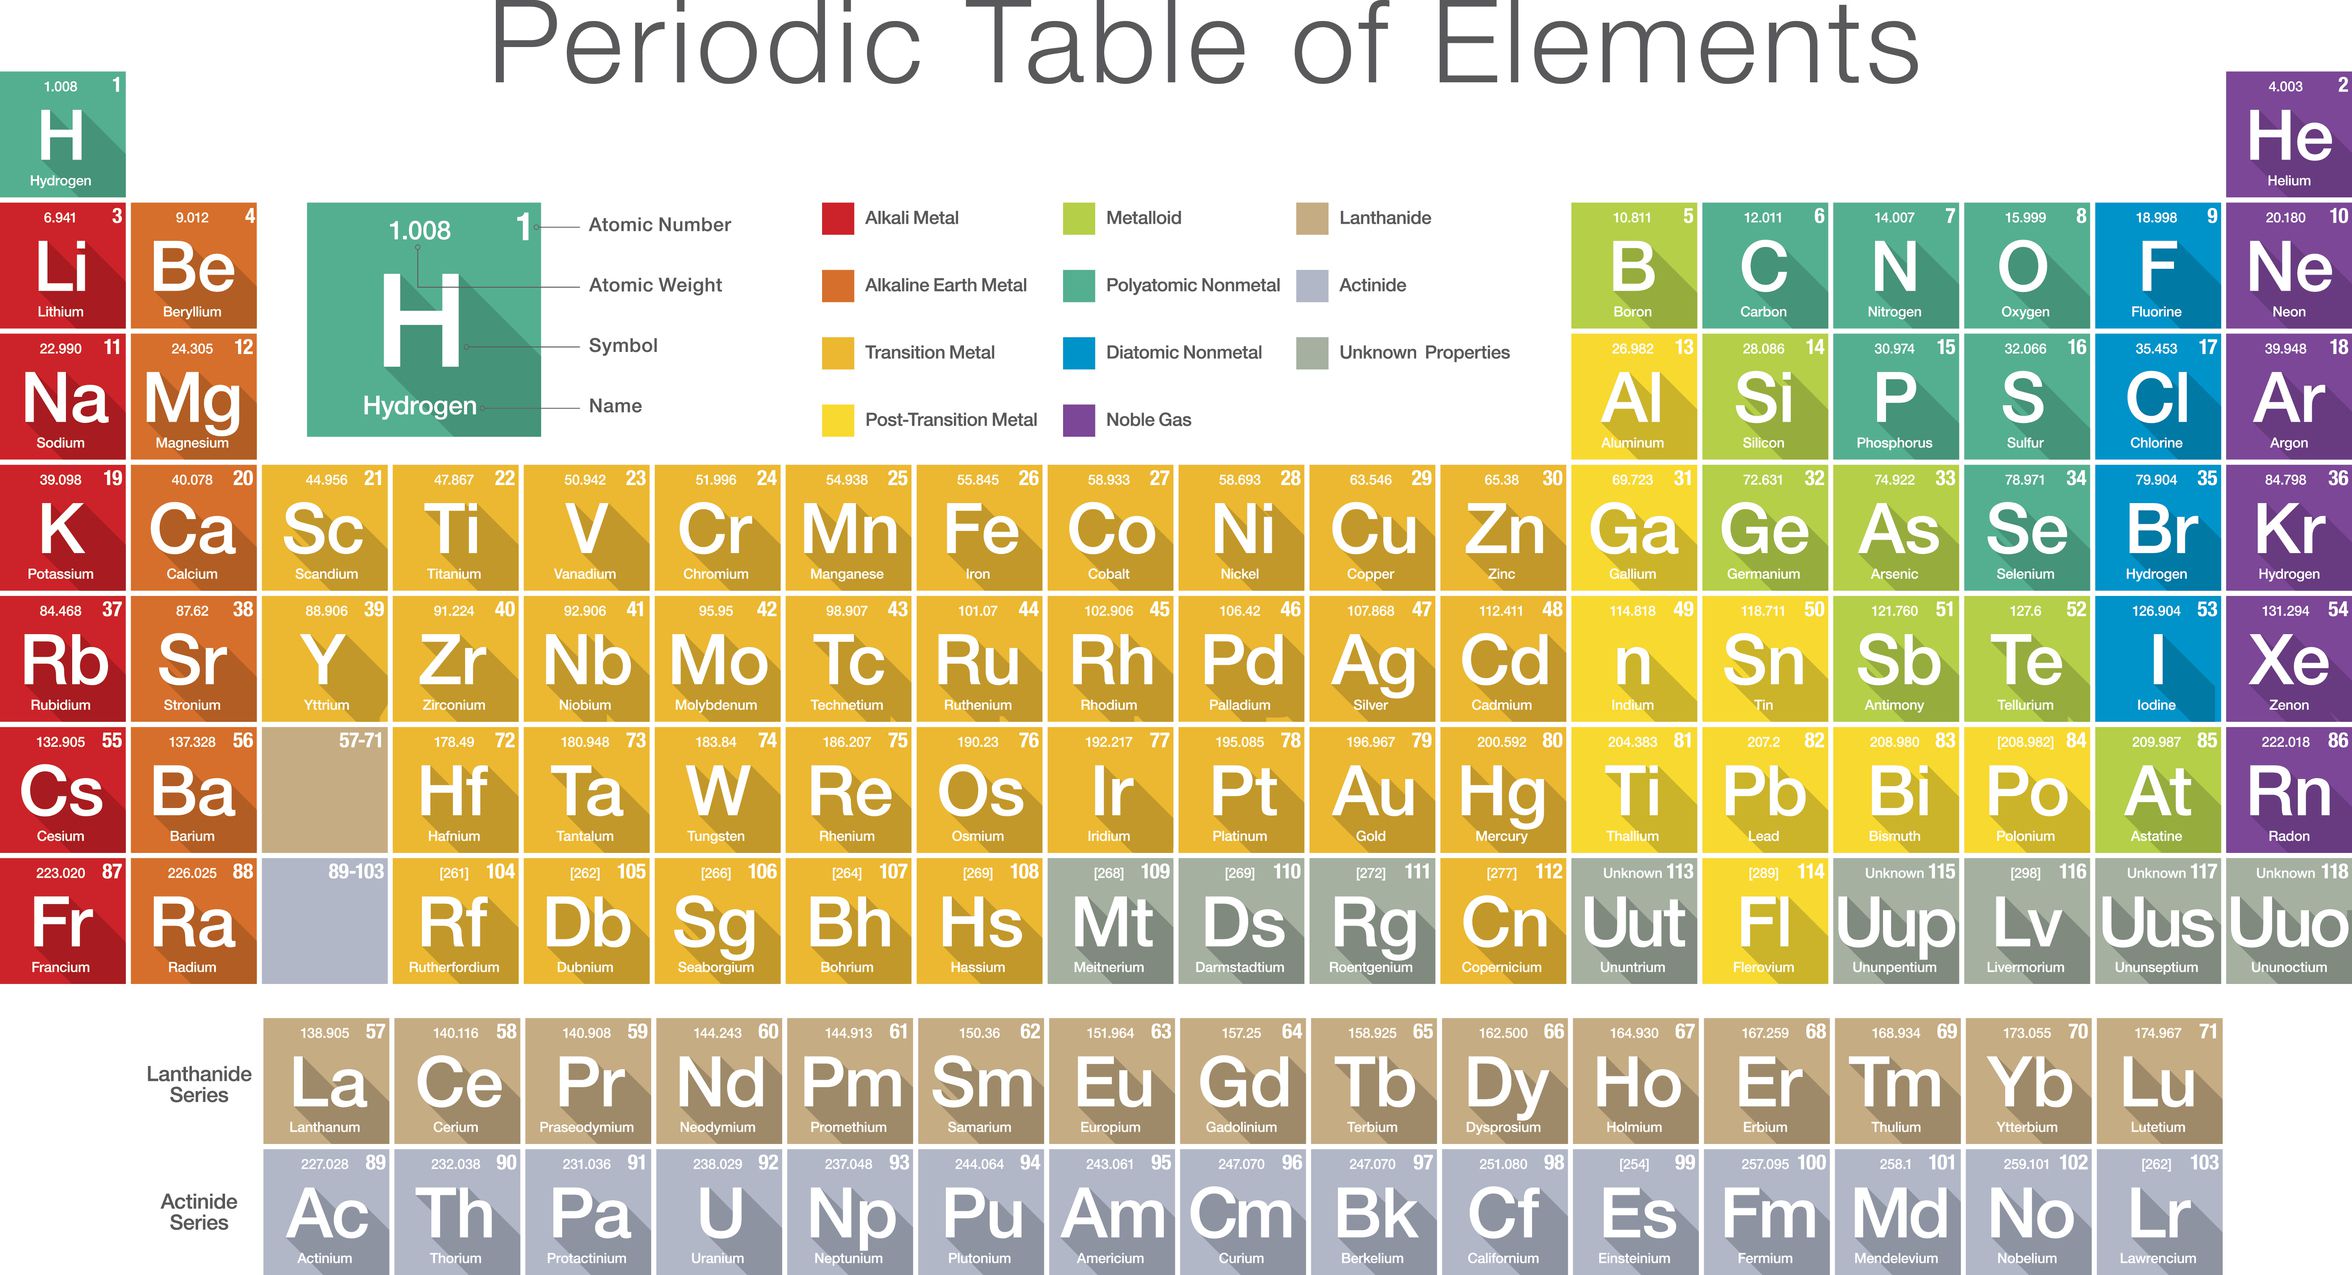 Periodic Table of Elements
1.008 1
H
Hydrogen
4.003 2
He
Helium
6.941 3
Li
Lithium
9.012 4
Be
Beryllium
1.008 1
H
Hydrogen
Atomic Number
Atomic Weight
Symbol
Name
Alkali Metal
Alkaline Earth Metal
Transition Metal
Post-Transition Metal
Metalloid
Polyatomic Nonmetal
Diatomic Nonmetal
Noble Gas
Lanthanide
Actinide
Unknown Properties
10.811 5
B
Boron
12.011 6
C
Carbon
14.007 7
N
Nitrogen
15.999 8
O
Oxygen
18.998 9
F
Fluorine
20.180 10
Ne
Neon
22.990 11
Na
Sodium
24.305 12
Mg
Magnesium
26.982 13
Al
Aluminum
28.086 14
Si
Silicon
30.974 15
P
Phosphorus
32.066 16
S
Sulfur
35.453 17
Cl
Chlorine
39.948 18
Ar
Argon
39.098 19
K
Potassium
40.078 20
Ca
Calcium
44.956 21
Sc
Scandium
47.867 22
Ti
Titanium
50.942 23
V
Vanadium
51.996 24
Cr
Chromium
54.938 25
Mn
Manganese
55.845 26
Fe
Iron
58.933 27
Co
Cobalt
58.693 28
Ni
Nickel
63.546 29
Cu
Copper
65.38 30
Zn
Zinc
69.723 31
Ga
Gallium
72.631 32
Ge
Germanium
74.922 33
As
Arsenic
78.971 34
Se
Selenium
79.904 35
Br
Hydrogen
84.798 36
Kr
Hydrogen
84.468 37
Rb
Rubidium
87.62 38
Sr
Stronium
88.906 39
Y
Yttrium
91.224 40
Zr
Zirconium
92.906 41
Nb
Niobium
95.95 42
Mo
Molybdenum
98.907 43
Tc
Technetium
101.07 44
Ru
Ruthenium
102.906 45
Rh
Rhodium
106.42 46
Pd
Palladium
107.868 47
Ag
Silver
112.411 48
Cd
Cadmium
114.818 49
n
Indium
118.711 50
Sn
Tin
121.760 51
Sb
Antimony
127.6 52
Te
Tellurium
126.904 53
I
Iodine
131.294 54
Xe
Zenon
132.905 55
Cs
Cesium
137.328 56
Ba
Barium
57-71
178.49 72
Hf
Hafnium
180.948 73
Ta
Tantalum
183.84 74
W
Tungsten
186.207 75
Re
Rhenium
190.23 76
Os
Osmium
192.217 77
Ir
Iridium
195.085 78
Pt
Platinum
196.967 79
Au
Gold
200.592 80
Hg
Mercury
204.383 81
Ti
Thallium
207.2 82
Pb
Lead
208.980 83
Bi
Bismuth
[208.982] 84
Po
Polonium
209.987 85
At
Astatine
222.018 86
Rn
Radon
223.020 87
Fr
Francium
226.025 88
Ra
Radium
89-103
[261] 104
Rf
Rutherfordium
[262] 105
Db
Dubnium
[266] 106
Sg
Seaborgium
[264] 107
Bh
Bohrium
[269] 108
Hs
Hassium
[268] 109
Mt
Meitnerium
[269] 110
Ds
Darmstadtium
[272] 111
Rg
Roentgenium
[277] 112
Cn
Copernicium
Unknown 113
Uut
Ununtrium
[289] 114
Fl
Flerovium
Unknown 115
Uup
Ununpentium
[298] 116
Lv
Livermorium
Unknown 117
Uus
Ununseptium
Unknown 118
Uuo
Ununoctium
Lanthanide
Series
138.905 57
La
Lanthanum
140.116 58
Ce
Cerium
140.908 59
Pr
Praseodymium
144.243 60
Nd
Neodymium
144.913 61
Pm
Promethium
150.36 62
Sm
Samarium
151.964 63
Eu
Europium
157.25 64
Gd
Gadolinium
158.925 65
Tb
Terbium
162.500 66
Dy
Dysprosium
164.930 67
Ho
Holmium
167.259 68
Er
Erbium
168.934 69
Tm
Thulium
173.055 70
Yb
Ytterbium
174.967 71
Lu
Lutetium
Actinide
Series
227.028 89
Ac
Actinium
232.038 90
Th
Thorium
231.036 91
Pa
Protactinium
238.029 92
U
Uranium
237.048 93
Np
Neptunium
244.064 94
Pu
Plutonium
243.061 95
Am
Americium
247.070 96
Cm
Curium
247.070 97
Bk
Berkelium
251.080 98
Cf
Californium
[254] 99
Es
Einsteinium
257.095 100
Fm
Fermium
258.1 101
Md
Mendelevium
259.101 102
No
Nobelium
[262] 103
Lr
Lawrencium